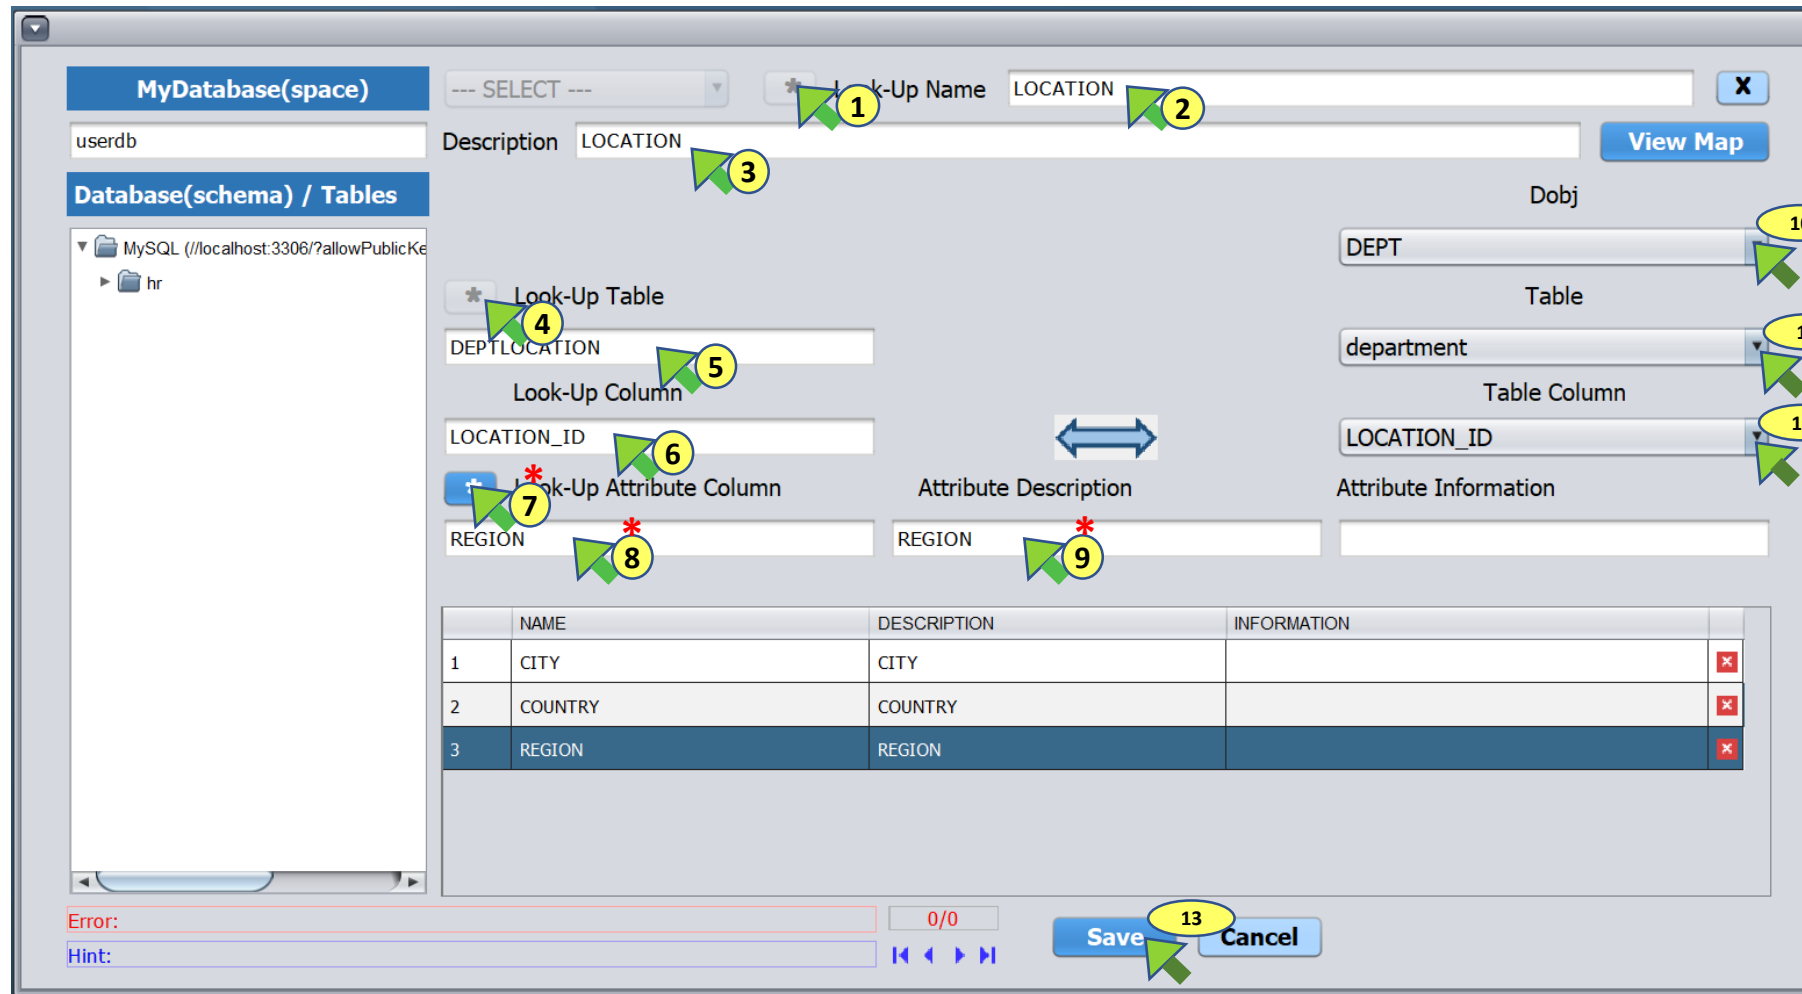 MyDatabase(space)
--- SELECT ---
*
Look-Up Name
LOCATION
X
1
2
userdb
Description
LOCATION
View Map
3
Database(schema) / Tables
Dobj
MySQL (//localhost:3306/?allowPublicKe
DEPT
hr
*
Look-Up Table
Table
4
DEPTLOCATION
department
5
Look-Up Column
Table Column
LOCATION_ID
LOCATION_ID
6
*
Look-Up Attribute Column
Attribute Description
Attribute Information
7
*
REGION
REGION
*
*
8
9
NAME DESCRIPTION INFORMATION
1 CITY CITY
2 COUNTRY COUNTRY
3 REGION REGION
Error:
0/0
Hint:
Save
13
Cancel